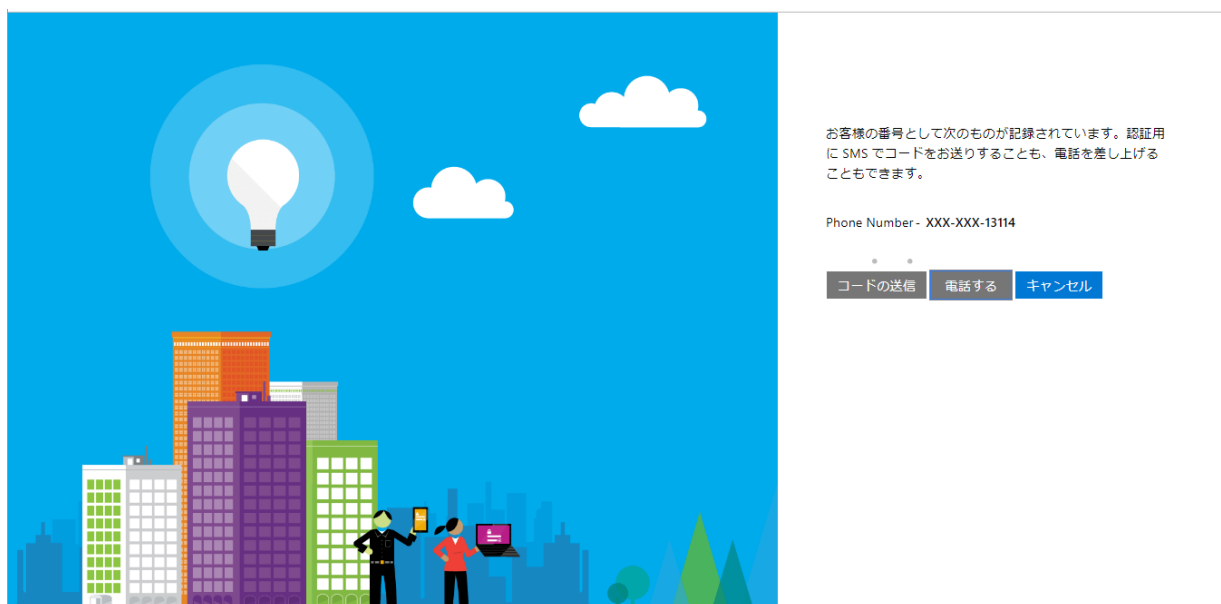 お客様の番号として次のものが記録されています。認証用
に SMS でコードをお送りすることも、電話を差し上げる
こともできます。
Phone Number - XXX-XXX-13114
コードの送信 電話する キャンセル